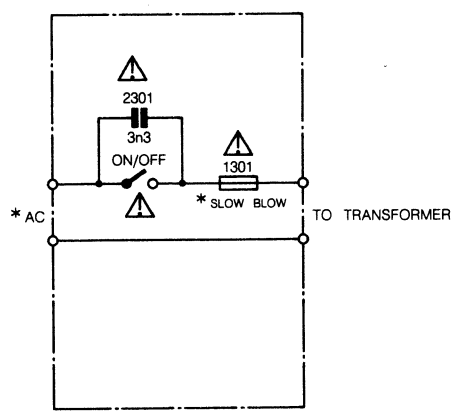 2301
3n3
ON/OFF
1301
* SLOW BLOW
* AC
TO TRANSFORMER